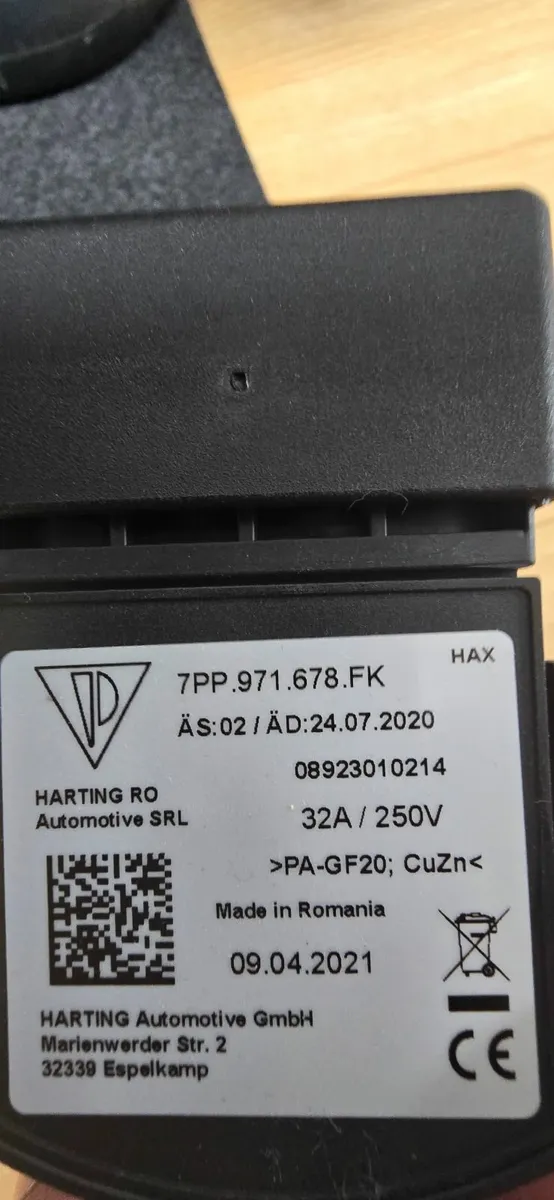 HAX
7PP.971.678.FK
ÄS:02 / ÄD:24.07.2020
08923010214
HARTING RO
Automotive SRL
32A / 250V
>PA-GF20; CuZn<
Made in Romania
09.04.2021
HARTING Automotive GmbH
Marienwerder Str. 2
32339 Espelkamp
CE